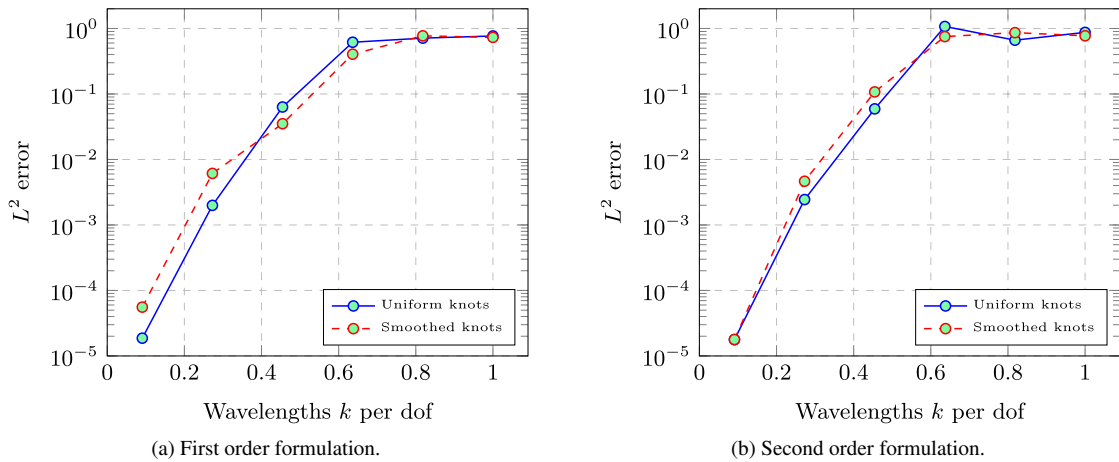 10^0
10^-1
10^-2
10^-3
10^-4
10^-5
L^2 error
0 0.2 0.4 0.6 0.8 1
Wavelengths k per dof
Uniform knots
Smoothed knots
(a) First order formulation.
10^0
10^-1
10^-2
10^-3
10^-4
10^-5
L^2 error
0 0.2 0.4 0.6 0.8 1
Wavelengths k per dof
Uniform knots
Smoothed knots
(b) Second order formulation.